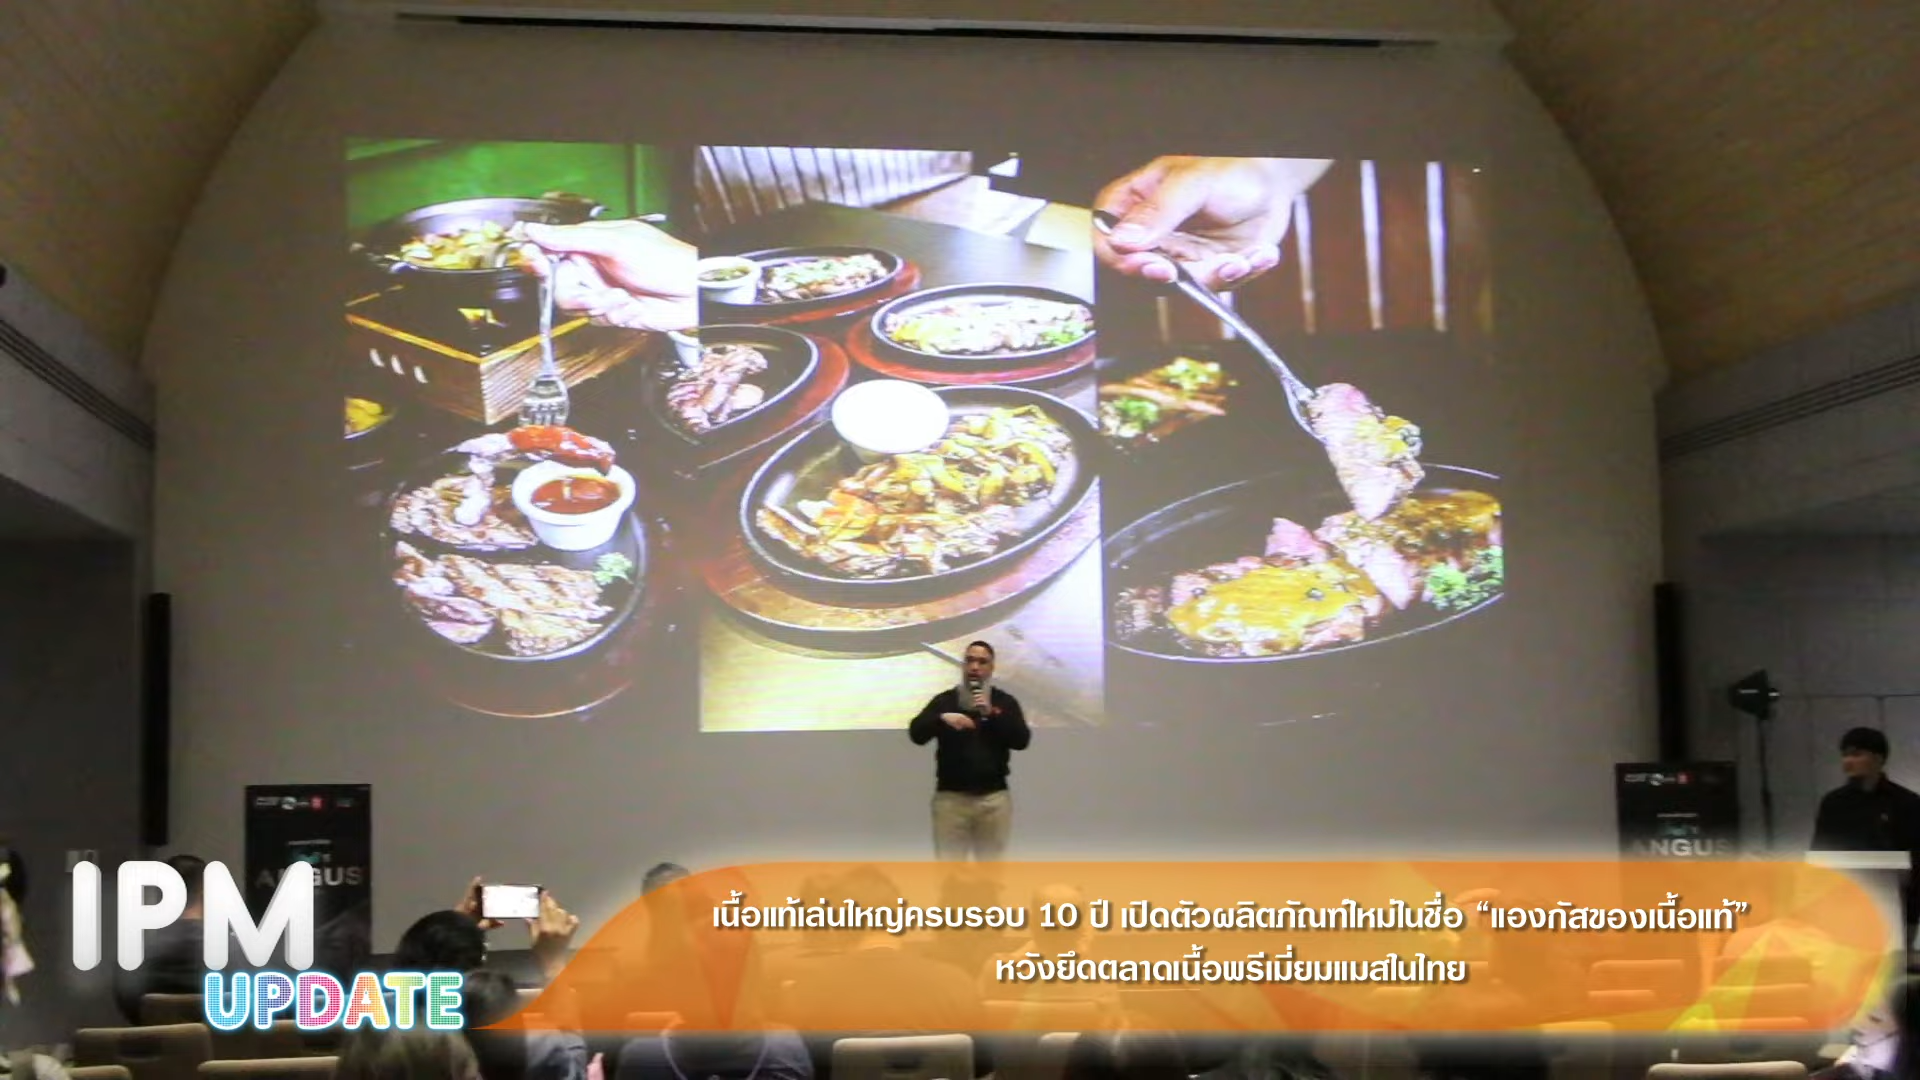 ANGUS
ANGUS
IPM
UPDATE
เนื้อแท้เล่นใหญ่ครบรอบ 10 ปี เปิดตัวผลิตภัณฑ์ใหม่ในชื่อ “แองกัสของเนื้อแท้”
หวังยึดตลาดเนื้อพรีเมี่ยมแมสในไทย